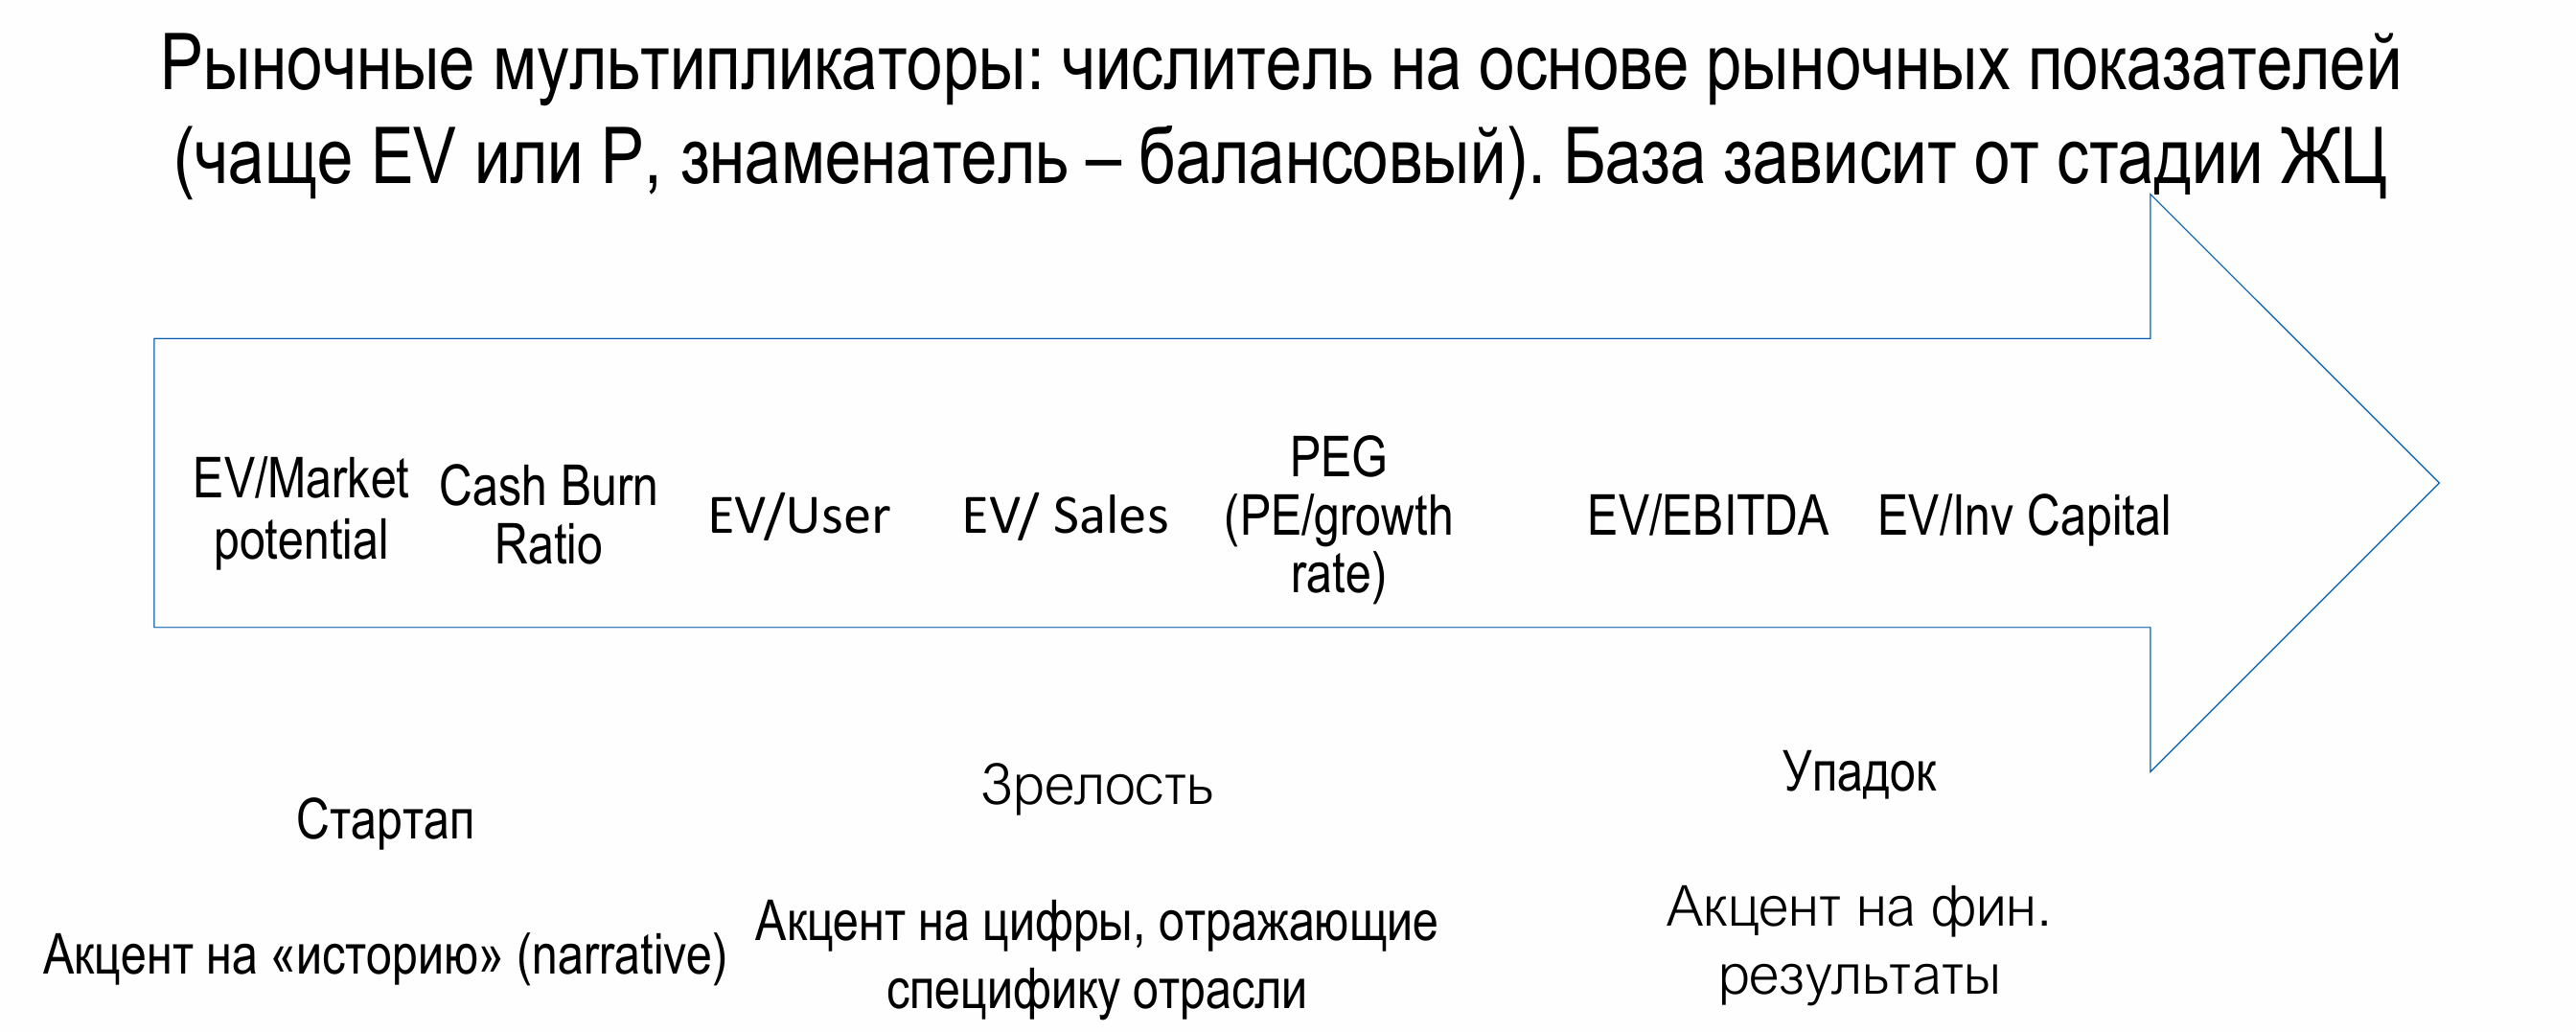 Рыночные мультипликаторы: числитель на основе рыночных показателей
(чаще EV или P, знаменатель – балансовый). База зависит от стадии ЖЦ
EV/Market
potential
Cash Burn
Ratio
EV/User
EV/ Sales
PEG
(PE/growth
rate)
EV/EBITDA
EV/Inv Capital
Стартап
Зрелость
Упадок
Акцент на «историю» (narrative)
Акцент на цифры, отражающие
специфику отрасли
Акцент на фин.
результаты